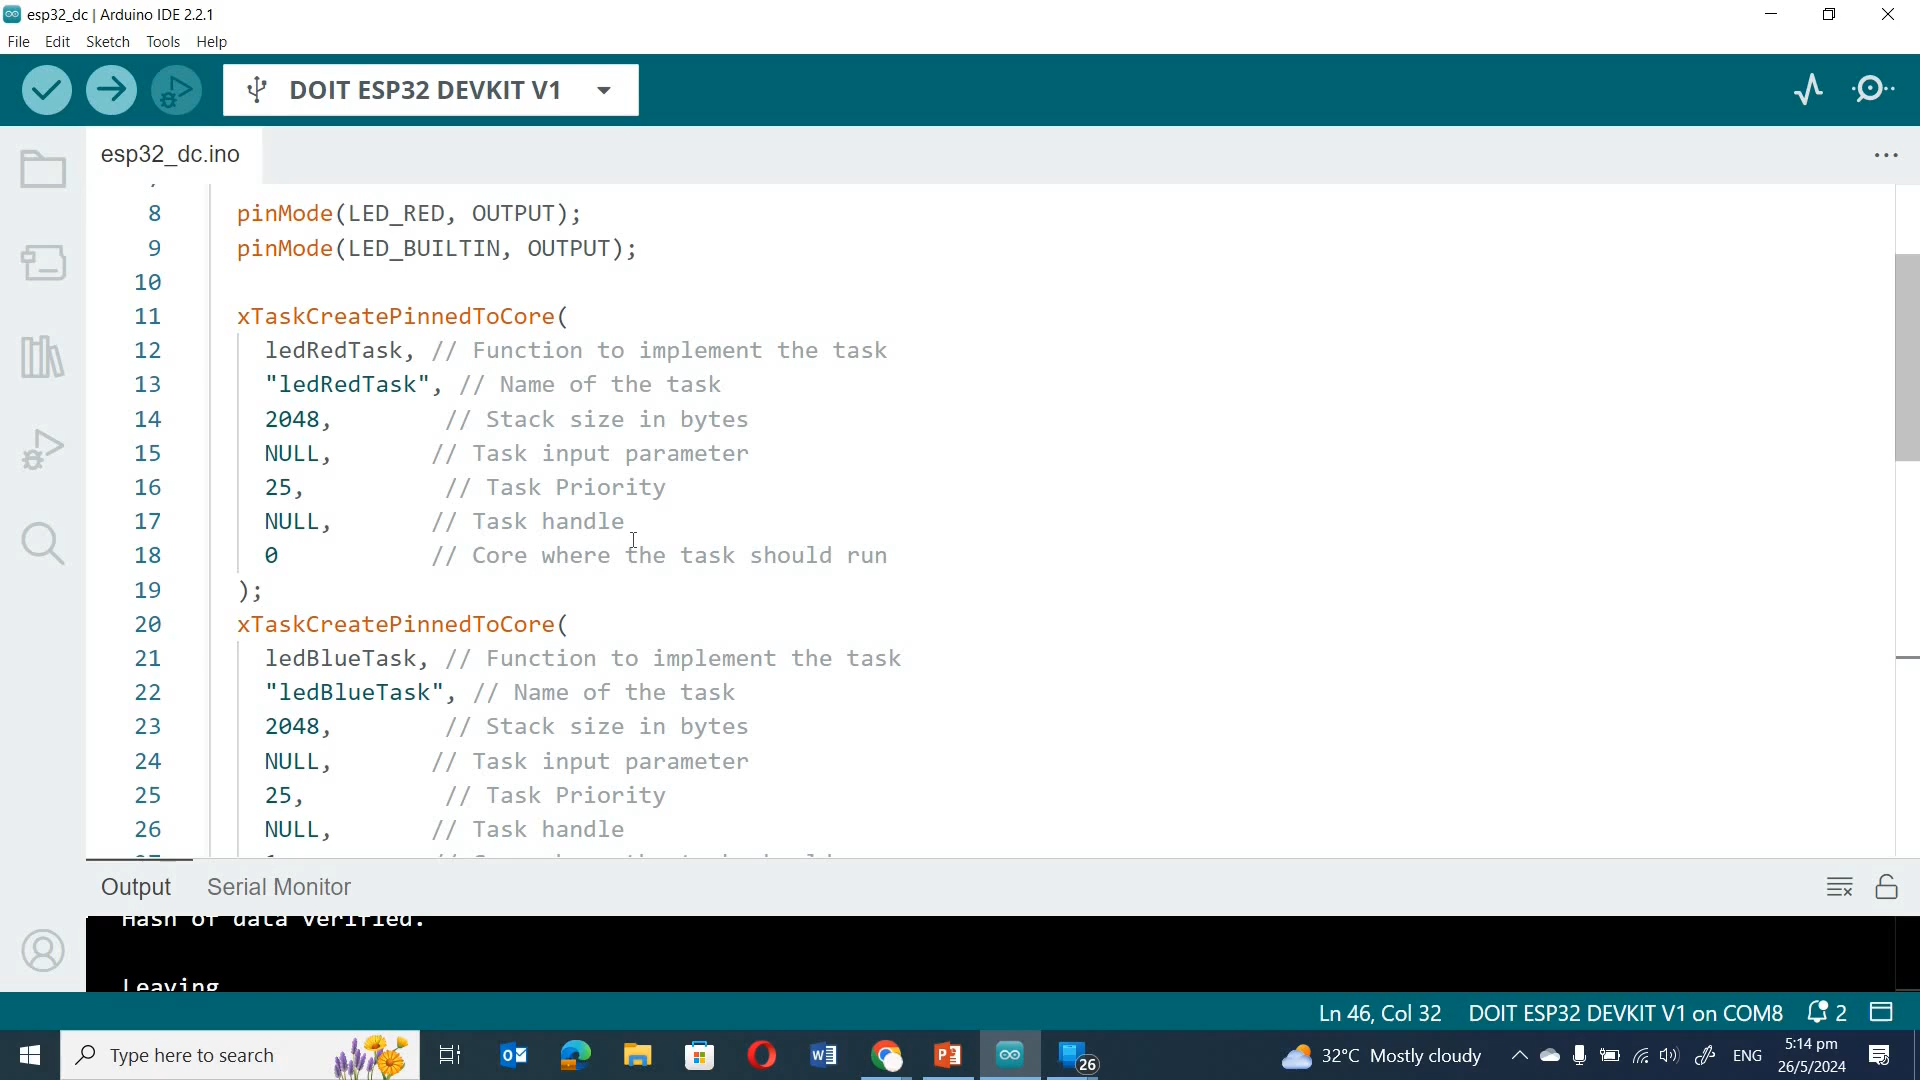 esp32_dc | Arduino IDE 2.2.1
File Edit Sketch Tools Help
DOIT ESP32 DEVKIT V1
esp32_dc.ino
8 pinMode(LED_RED, OUTPUT);
9 pinMode(LED_BUILTIN, OUTPUT);
10
11 xTaskCreatePinnedToCore(
12 ledRedTask, // Function to implement the task
13 "ledRedTask", // Name of the task
14 2048, // Stack size in bytes
15 NULL, // Task input parameter
16 25, // Task Priority
17 NULL, // Task handle
18 0 // Core where the task should run
19 );
20 xTaskCreatePinnedToCore(
21 ledBlueTask, // Function to implement the task
22 "ledBlueTask", // Name of the task
23 2048, // Stack size in bytes
24 NULL, // Task input parameter
25 25, // Task Priority
26 NULL, // Task handle
Output Serial Monitor
Hash of data verified.
Leaving
Ln 46, Col 32 DOIT ESP32 DEVKIT V1 on COM8 2
Type here to search 26 32°C Mostly cloudy ENG 5:14 pm
26/5/2024